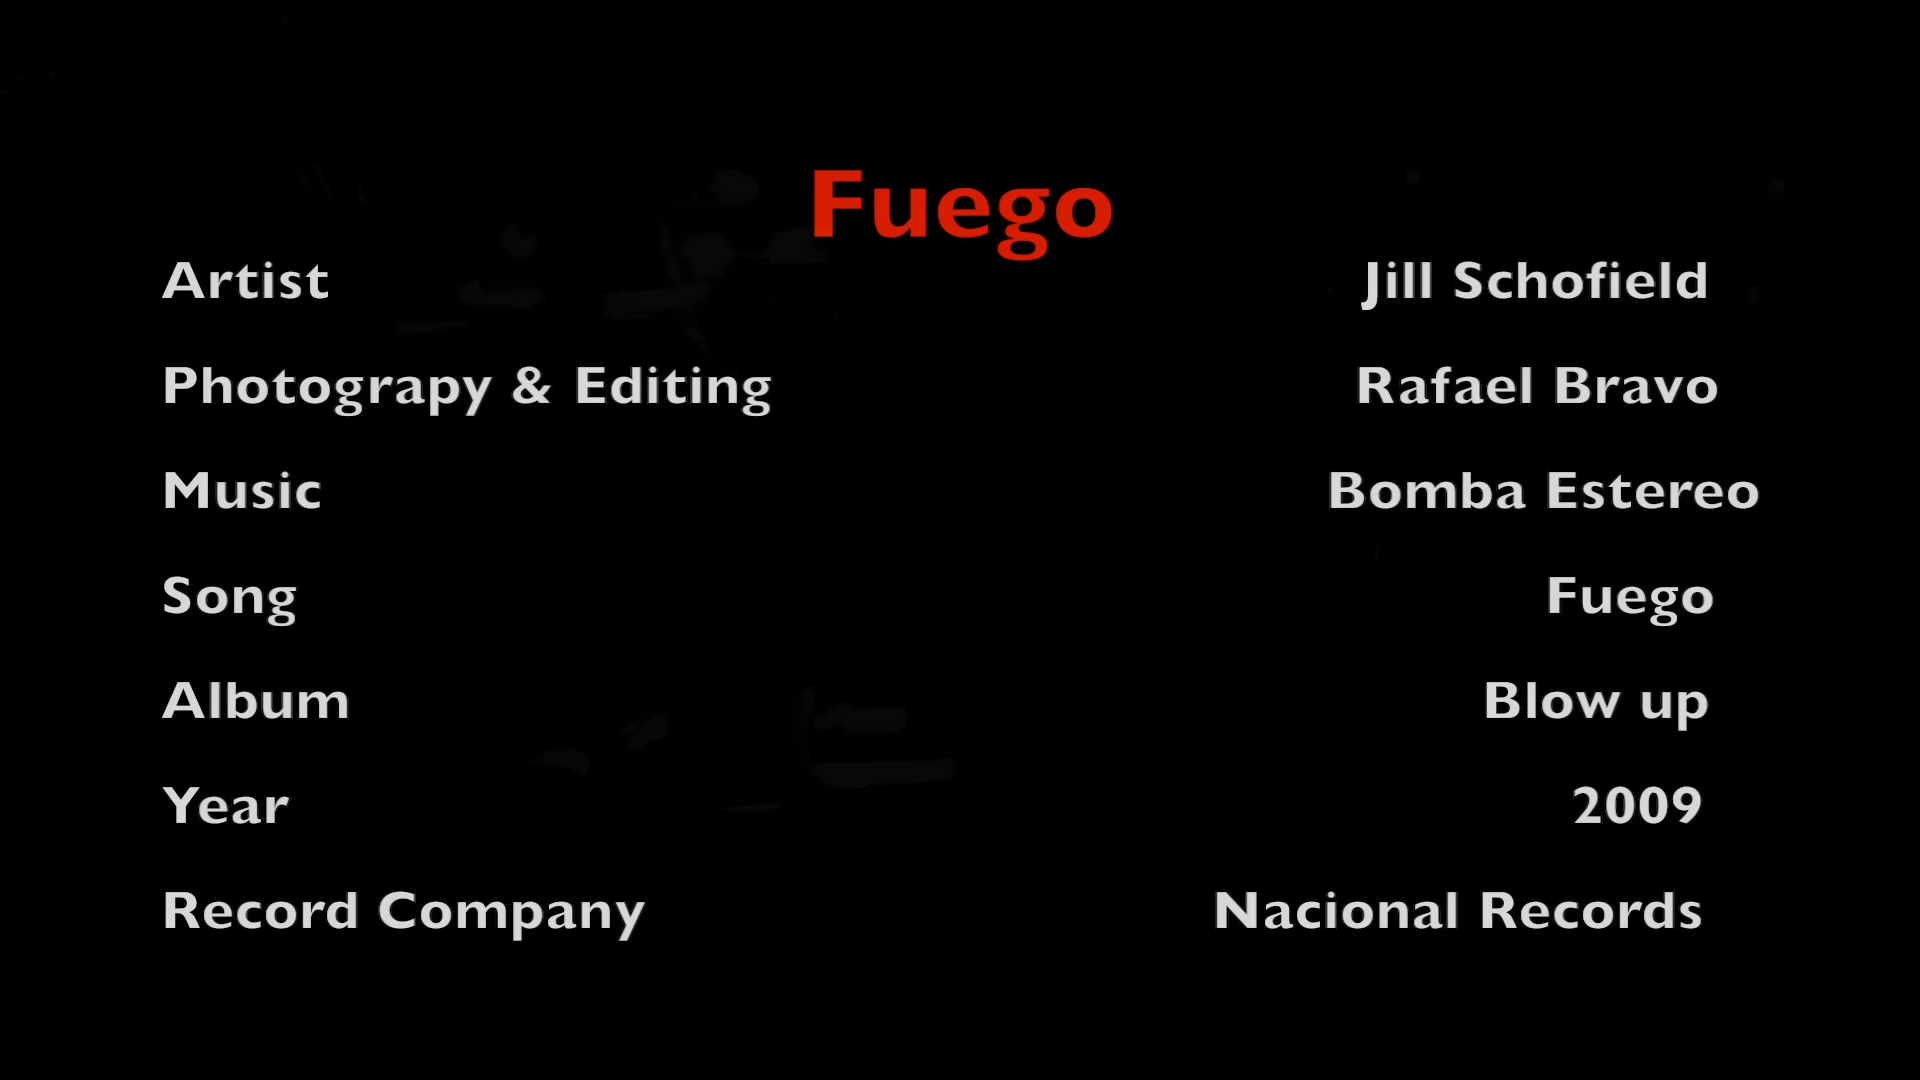 Fuego
Artist Jill Schofield
Photograpy & Editing Rafael Bravo
Music Bomba Estereo
Song Fuego
Album Blow up
Year 2009
Record Company Nacional Records